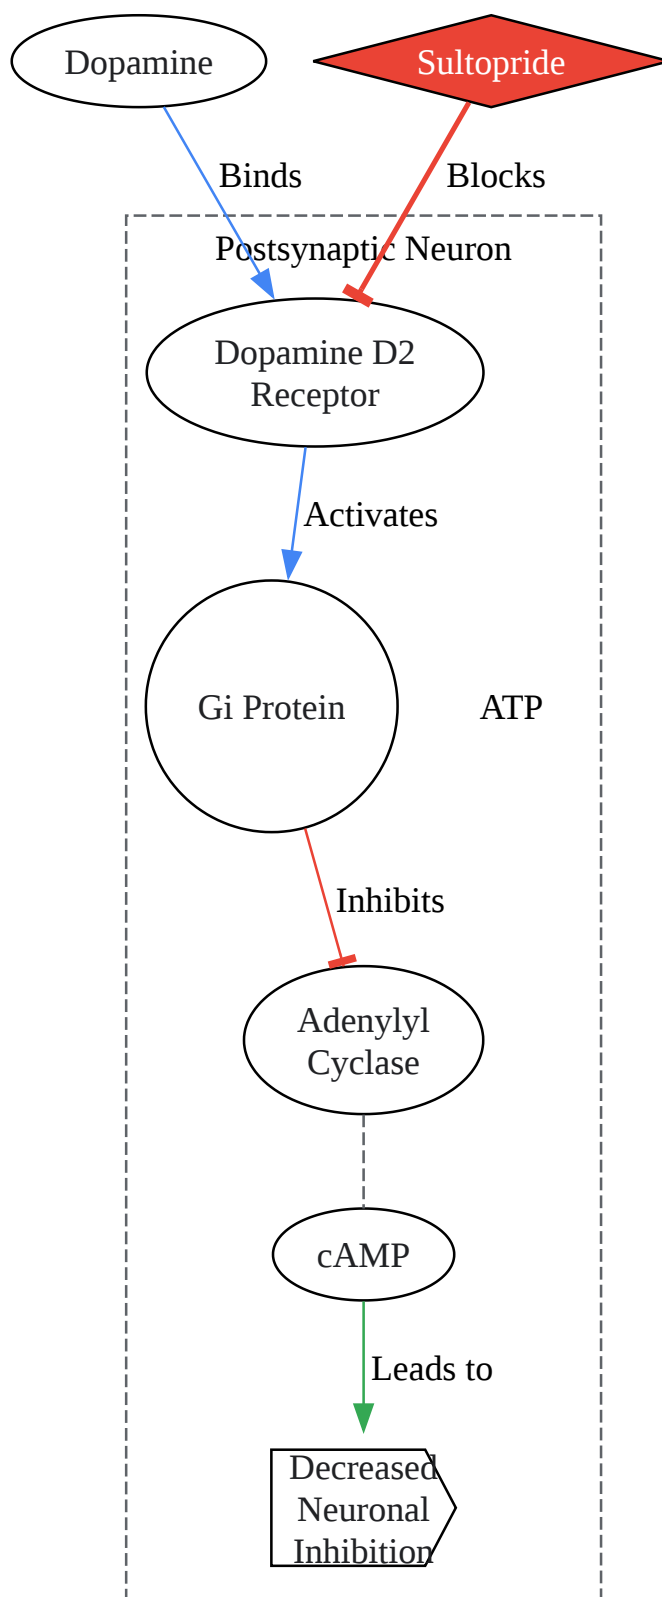 Dopamine
Sultopride
Binds
Blocks
Postsynaptic Neuron
Dopamine D2
Receptor
Activates
Gi Protein
ATP
Inhibits
Adenylyl
Cyclase
cAMP
Leads to
Decreased
Neuronal
Inhibition